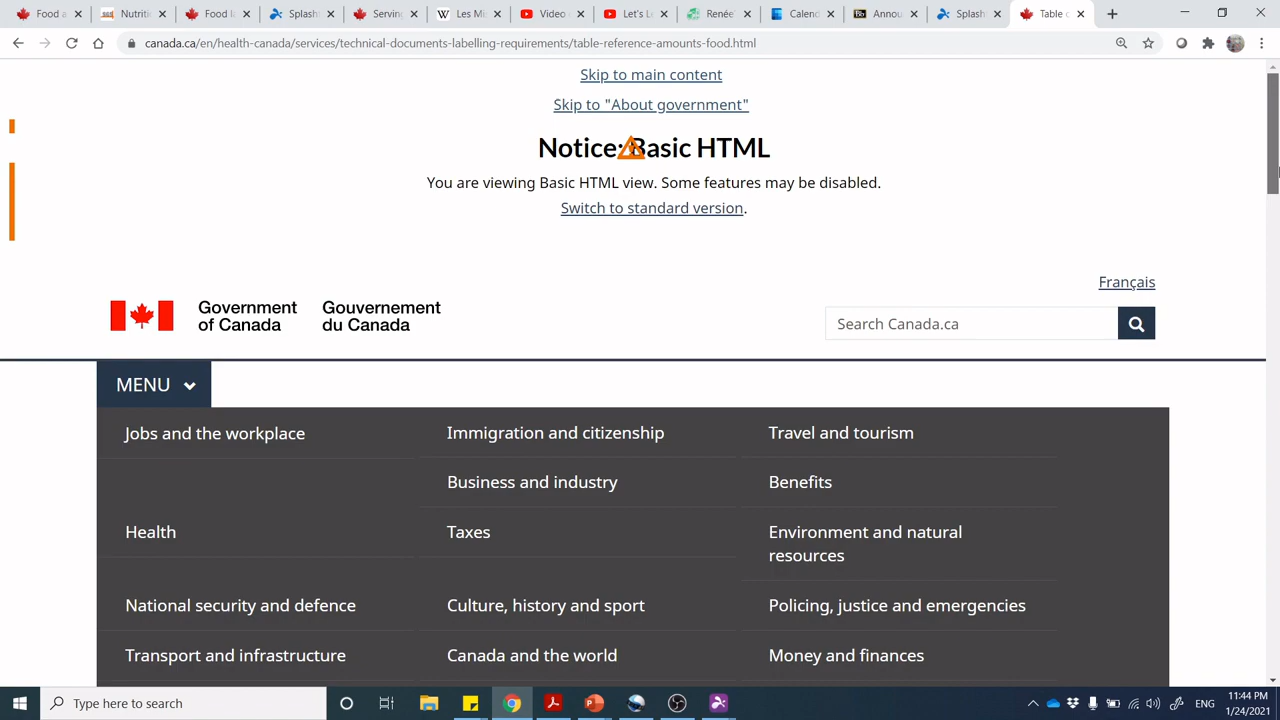 Food a
Nutriti
Food l
Splash
Serving
Les Mi
Video
Let's L
Renée
Calend
Annou
Splash
Table c
canada.ca/en/health-canada/services/technical-documents-labelling-requirements/table-reference-amounts-food.html
Skip to main content
Skip to "About government"
Notice: Basic HTML
You are viewing Basic HTML view. Some features may be disabled.
Switch to standard version.
Français
Government of Canada
Gouvernement du Canada
Search Canada.ca
MENU
Jobs and the workplace
Immigration and citizenship
Travel and tourism
Business and industry
Benefits
Health
Taxes
Environment and natural
resources
National security and defence
Culture, history and sport
Policing, justice and emergencies
Transport and infrastructure
Canada and the world
Money and finances
Type here to search
ENG
11:44 PM
1/24/2021